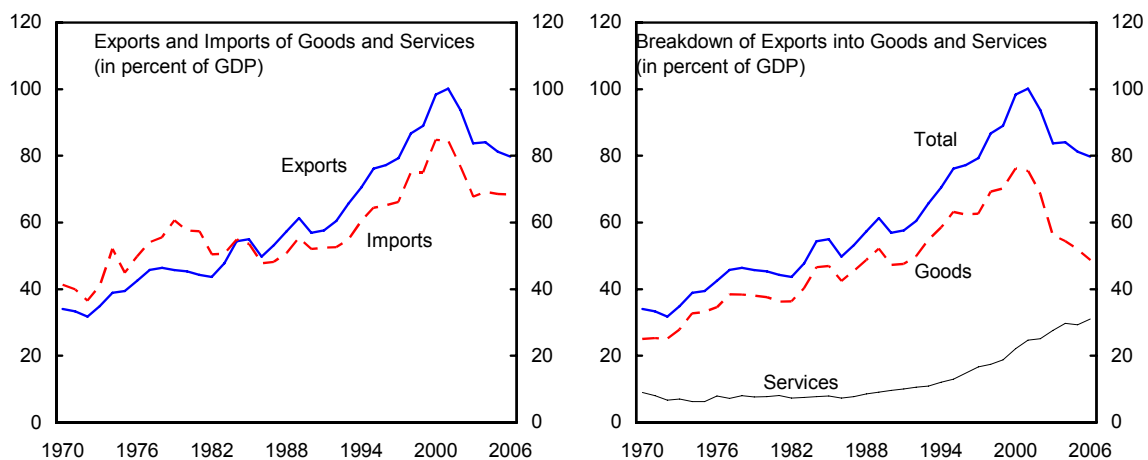 120
100
80
60
40
20
0
Exports and Imports of Goods and Services
(in percent of GDP)
Exports
Imports
120
100
80
60
40
20
0
1970 1976 1982 1988 1994 2000 2006
120
100
80
60
40
20
0
Breakdown of Exports into Goods and Services
(in percent of GDP)
Total
Goods
Services
120
100
80
60
40
20
0
1970 1976 1982 1988 1994 2000 2006